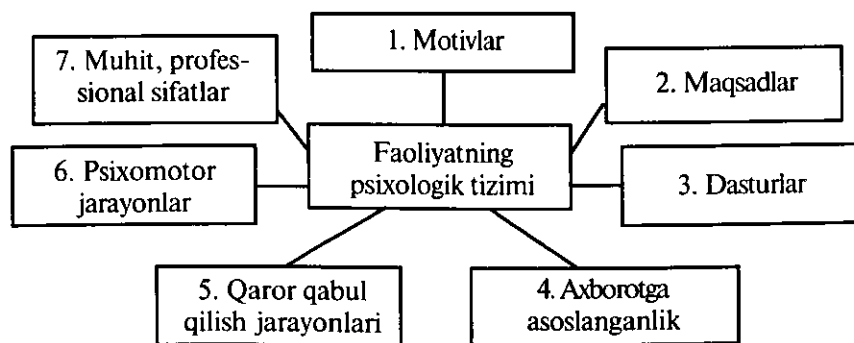 1. Motivlar
7. Muhit, profes-
sional sifatlar
2. Maqsadlar
Faoliyatning
psixologik tizimi
6. Psixomotor
jarayonlar
3. Dasturlar
5. Qaror qabul
qilish jarayonlari
4. Axborotga
asoslanganlik